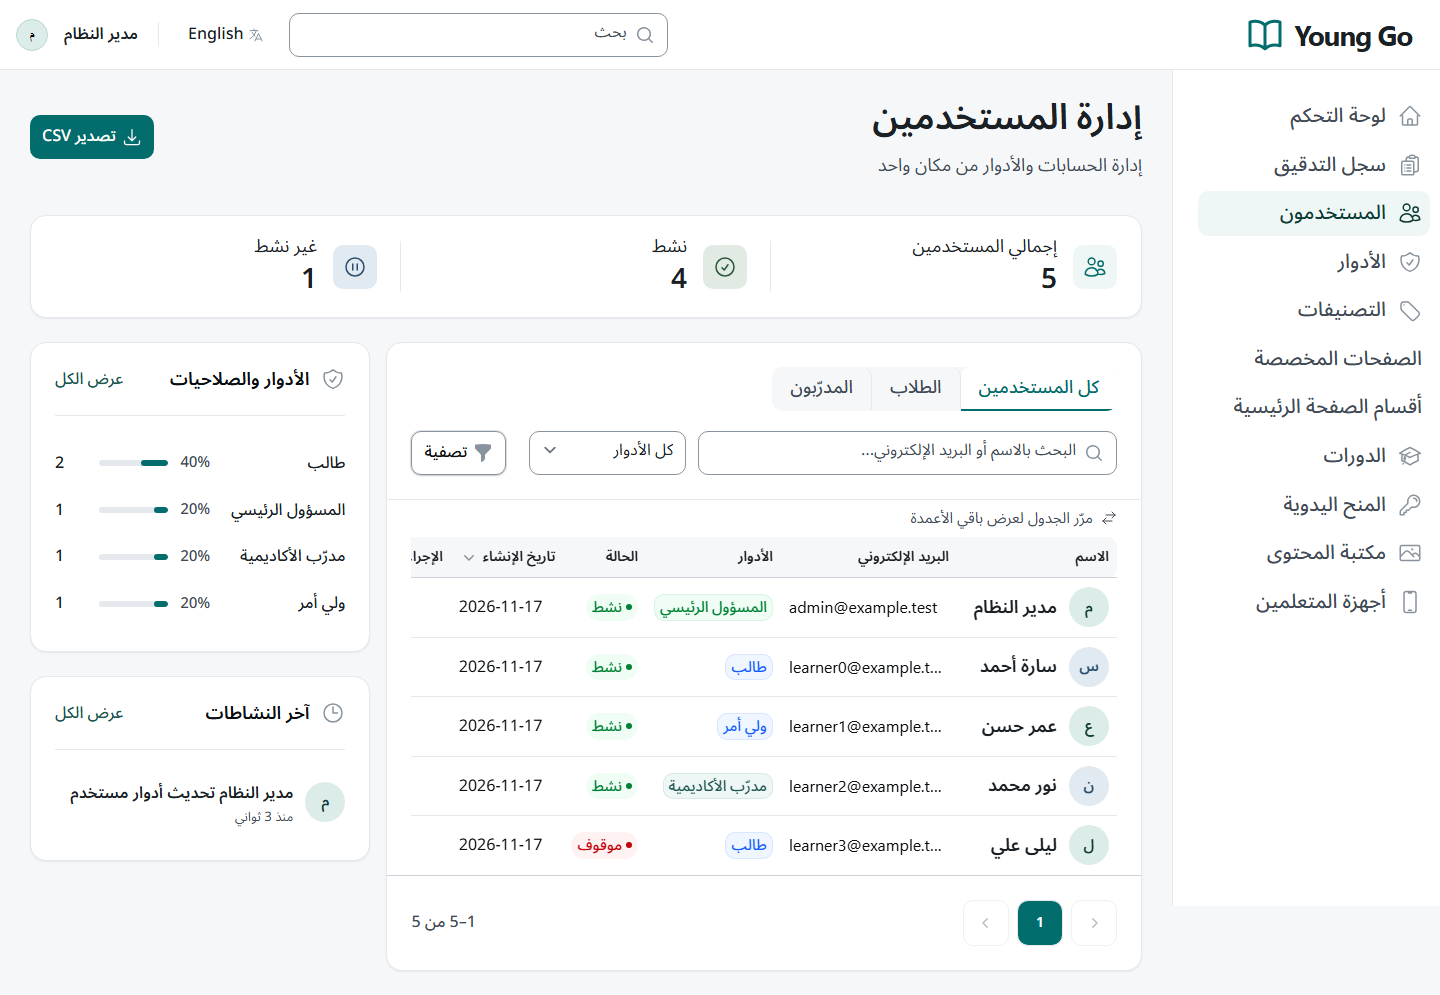 Young Go
بحث
English
مدير النظام
م
لوحة التحكم
سجل التدقيق
المستخدمون
الأدوار
التصنيفات
الصفحات المخصصة
أقسام الصفحة الرئيسية
الدورات
المنح اليدوية
مكتبة المحتوى
أجهزة المتعلمين
إدارة المستخدمين
إدارة الحسابات والأدوار من مكان واحد
تصدير CSV
إجمالي المستخدمين
5
نشط
4
غير نشط
1
كل المستخدمين
الطلاب
المدرّبون
البحث بالاسم أو البريد الإلكتروني...
كل الأدوار
تصفية
مرّر الجدول لعرض باقي الأعمدة
الاسم البريد الإلكتروني الأدوار الحالة تاريخ الإنشاء
م مدير النظام admin@example.test المسؤول الرئيسي نشط 2026-11-17
س سارة أحمد learner0@example.t... طالب نشط 2026-11-17
ع عمر حسن learner1@example.t... ولي أمر نشط 2026-11-17
ن نور محمد learner2@example.t... مدرّب الأكاديمية نشط 2026-11-17
ل ليلى علي learner3@example.t... طالب موقوف 2026-11-17
1
1–5 من 5
الأدوار والصلاحيات
عرض الكل
طالب 40% 2
المسؤول الرئيسي 20% 1
مدرّب الأكاديمية 20% 1
ولي أمر 20% 1
آخر النشاطات
عرض الكل
م
مدير النظام تحديث أدوار مستخدم
منذ 3 ثواني